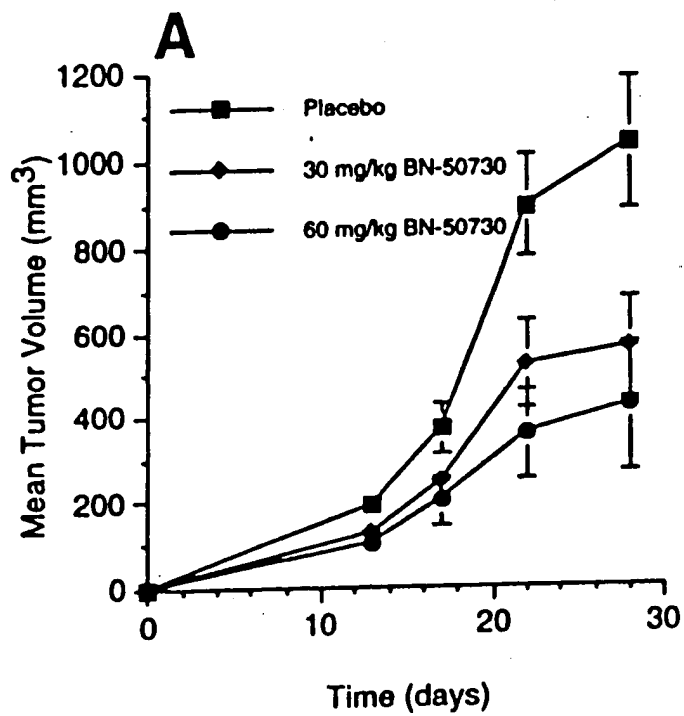 A
1200
1000
800
600
400
200
0
Mean Tumor Volume (mm³)
Placebo
30 mg/kg BN-50730
60 mg/kg BN-50730
0 10 20 30
Time (days)